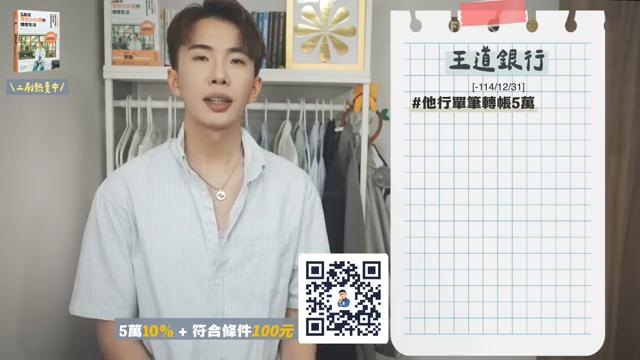 \二刷熱賣中/
王道銀行
[-114/12/31]
#他行單筆轉帳5萬
5萬10% + 符合條件100元